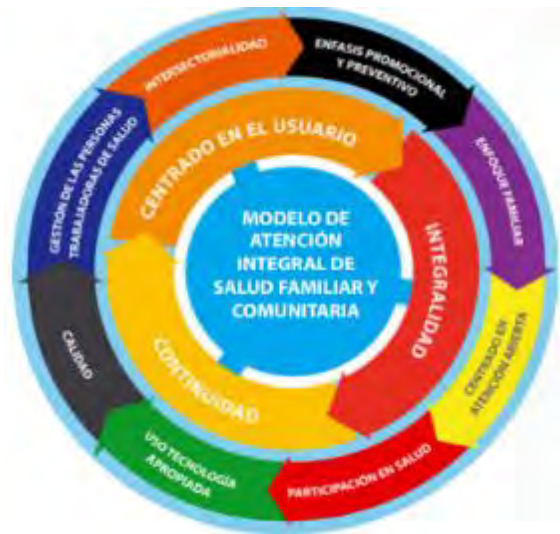 INTERSECTORIALIDAD
ENFASIS PROMOCIONAL
Y PREVENTIVO
ENFOQUE FAMILIAR
CENTRADO EN
ATENCIÓN ABIERTA
PARTICIPACIÓN EN SALUD
USO TECNOLOGÍA
APROPIADA
CALIDAD
GESTIÓN DE LAS PERSONAS
TRABAJADORAS DE SALUD
CENTRADO EN EL USUARIO
INTEGRALIDAD
CONTINUIDAD
MODELO DE
ATENCIÓN
INTEGRAL DE
SALUD FAMILIAR Y
COMUNITARIA